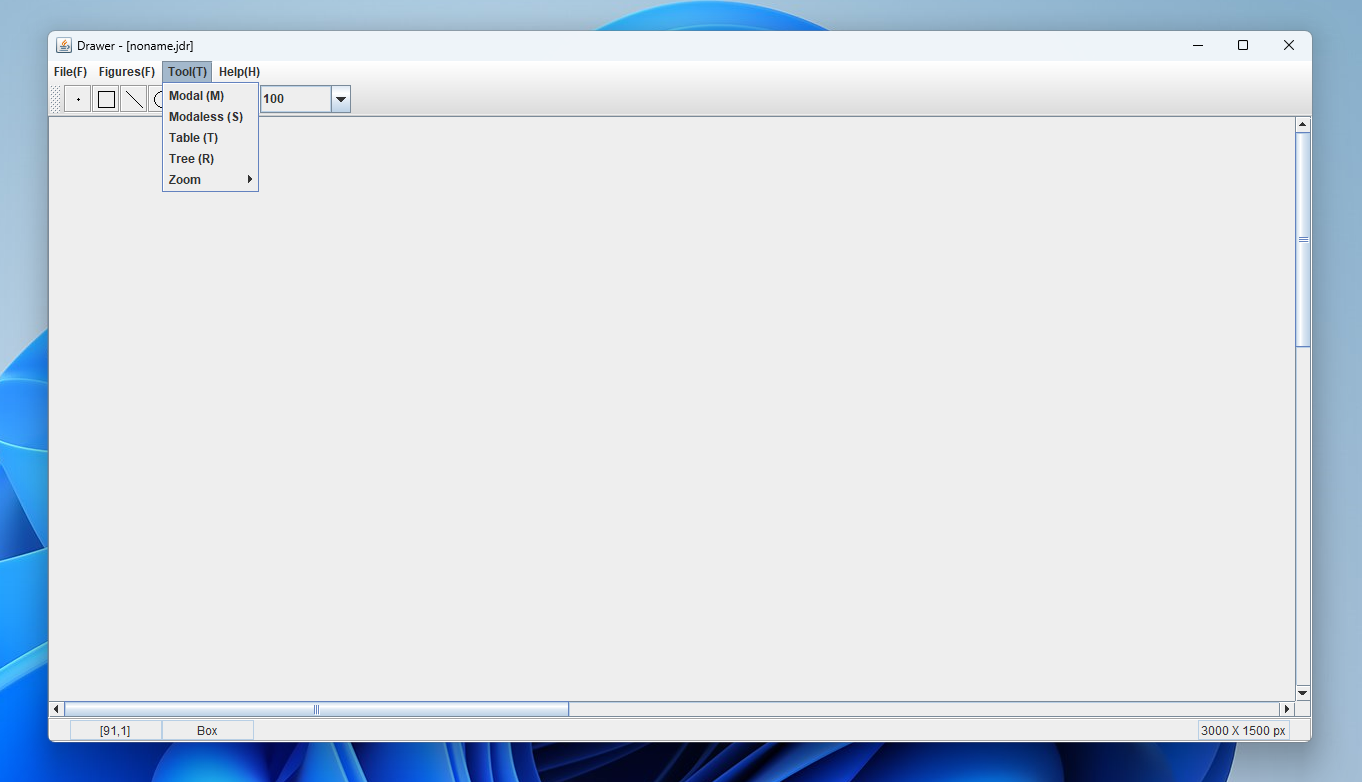 Drawer - [noname.jdr]
File(F) Figures(F) Tool(T) Help(H)
100
Modal (M)
Modaless (S)
Table (T)
Tree (R)
Zoom
[91,1] Box 3000 X 1500 px